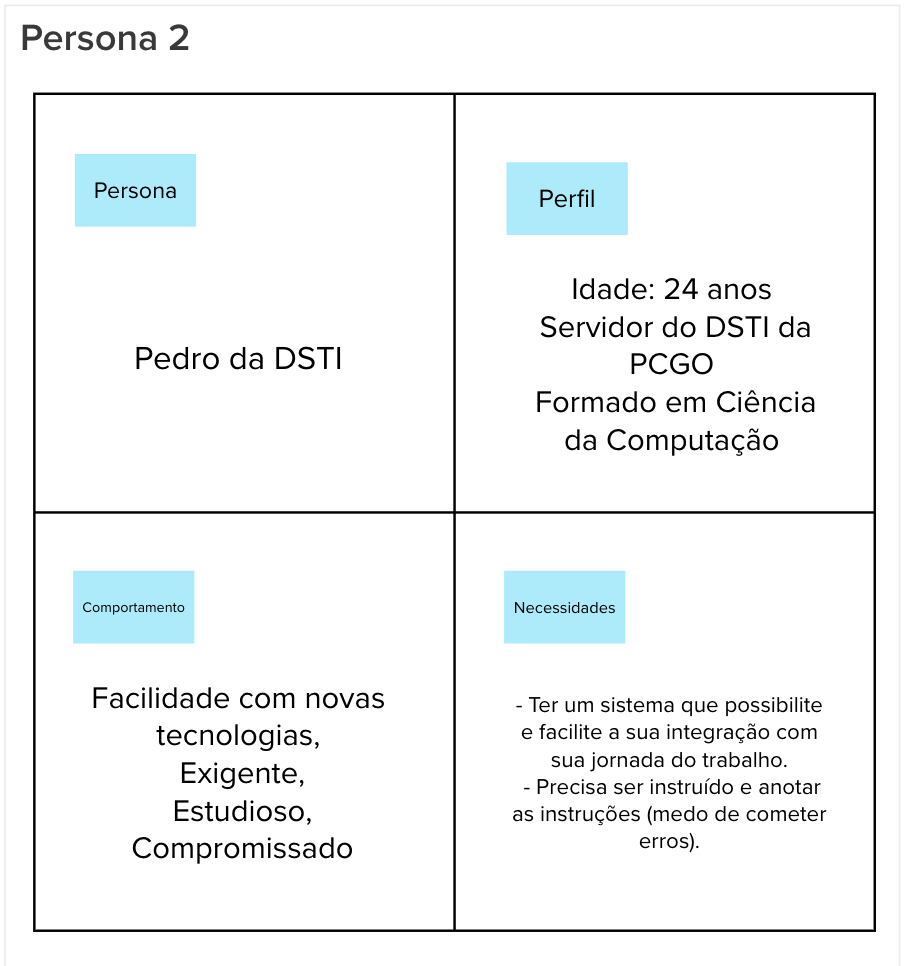 Persona 2
Persona
Pedro da DSTI
Perfil
Idade: 24 anos
Servidor do DSTI da
PCGO
Formado em Ciência
da Computação
Comportamento
Facilidade com novas
tecnologias,
Exigente,
Estudioso,
Compromissado
Necessidades
- Ter um sistema que possibilite
e facilite a sua integração com
sua jornada do trabalho.
- Precisa ser instruído e anotar
as instruções (medo de cometer
erros).